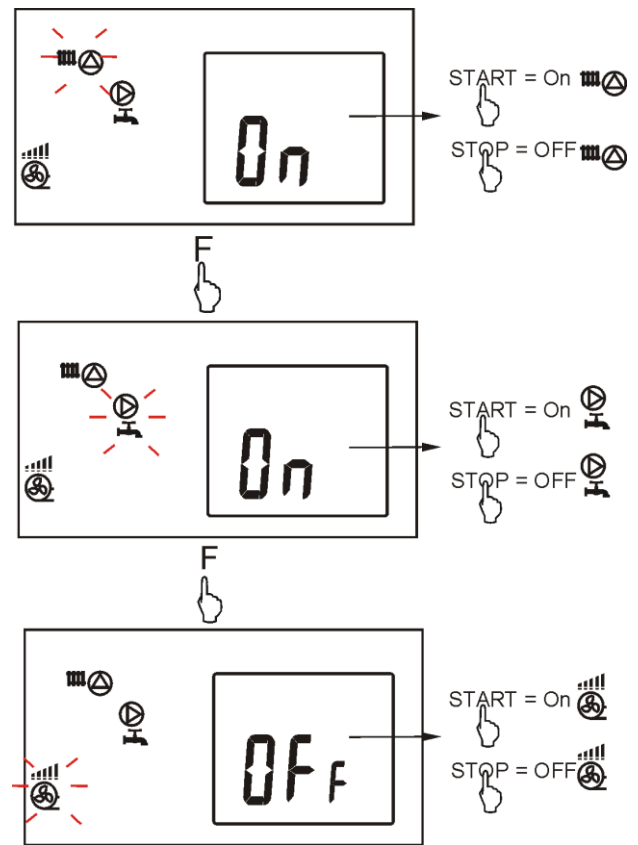 START = On
On
STOP = OFF
F
START = On
On
STOP = OFF
F
START = On
OFF
STOP = OFF